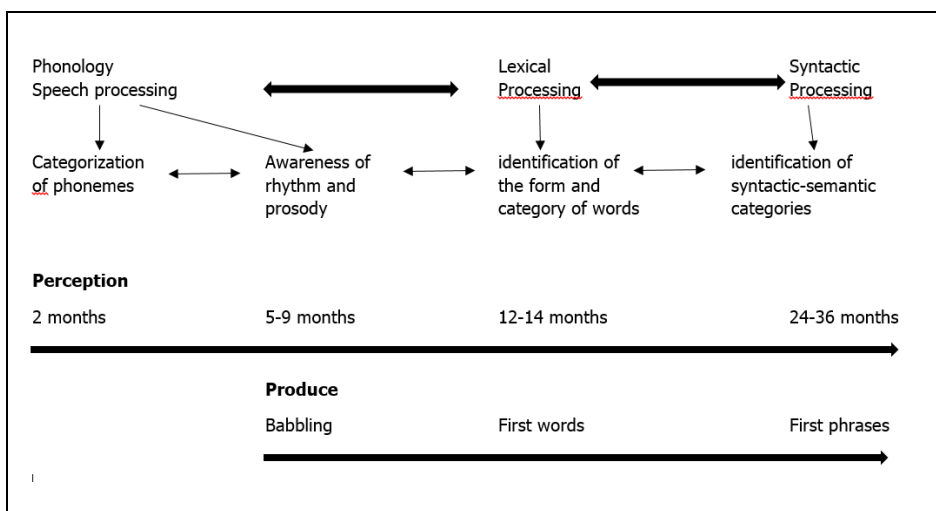 Phonology
Speech processing
Lexical
Processing
Syntactic
Processing
Categorization
of phonemes
Awareness of
rhythm and
prosody
identification of
the form and
category of words
identification of
syntactic-semantic
categories
Perception
2 months
5-9 months
12-14 months
24-36 months
Produce
Babbling
First words
First phrases